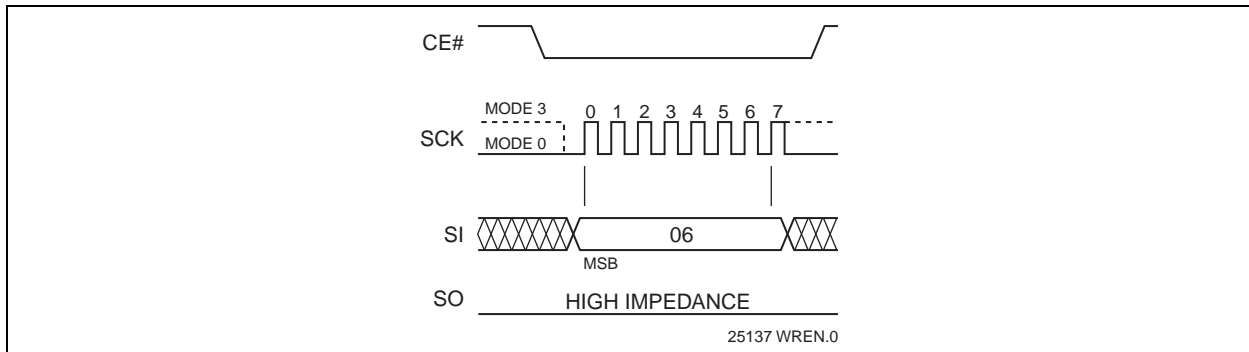 CE#
MODE 3
0 1 2 3 4 5 6 7
SCK
MODE 0
SI
06
MSB
SO
HIGH IMPEDANCE
25137 WREN.0